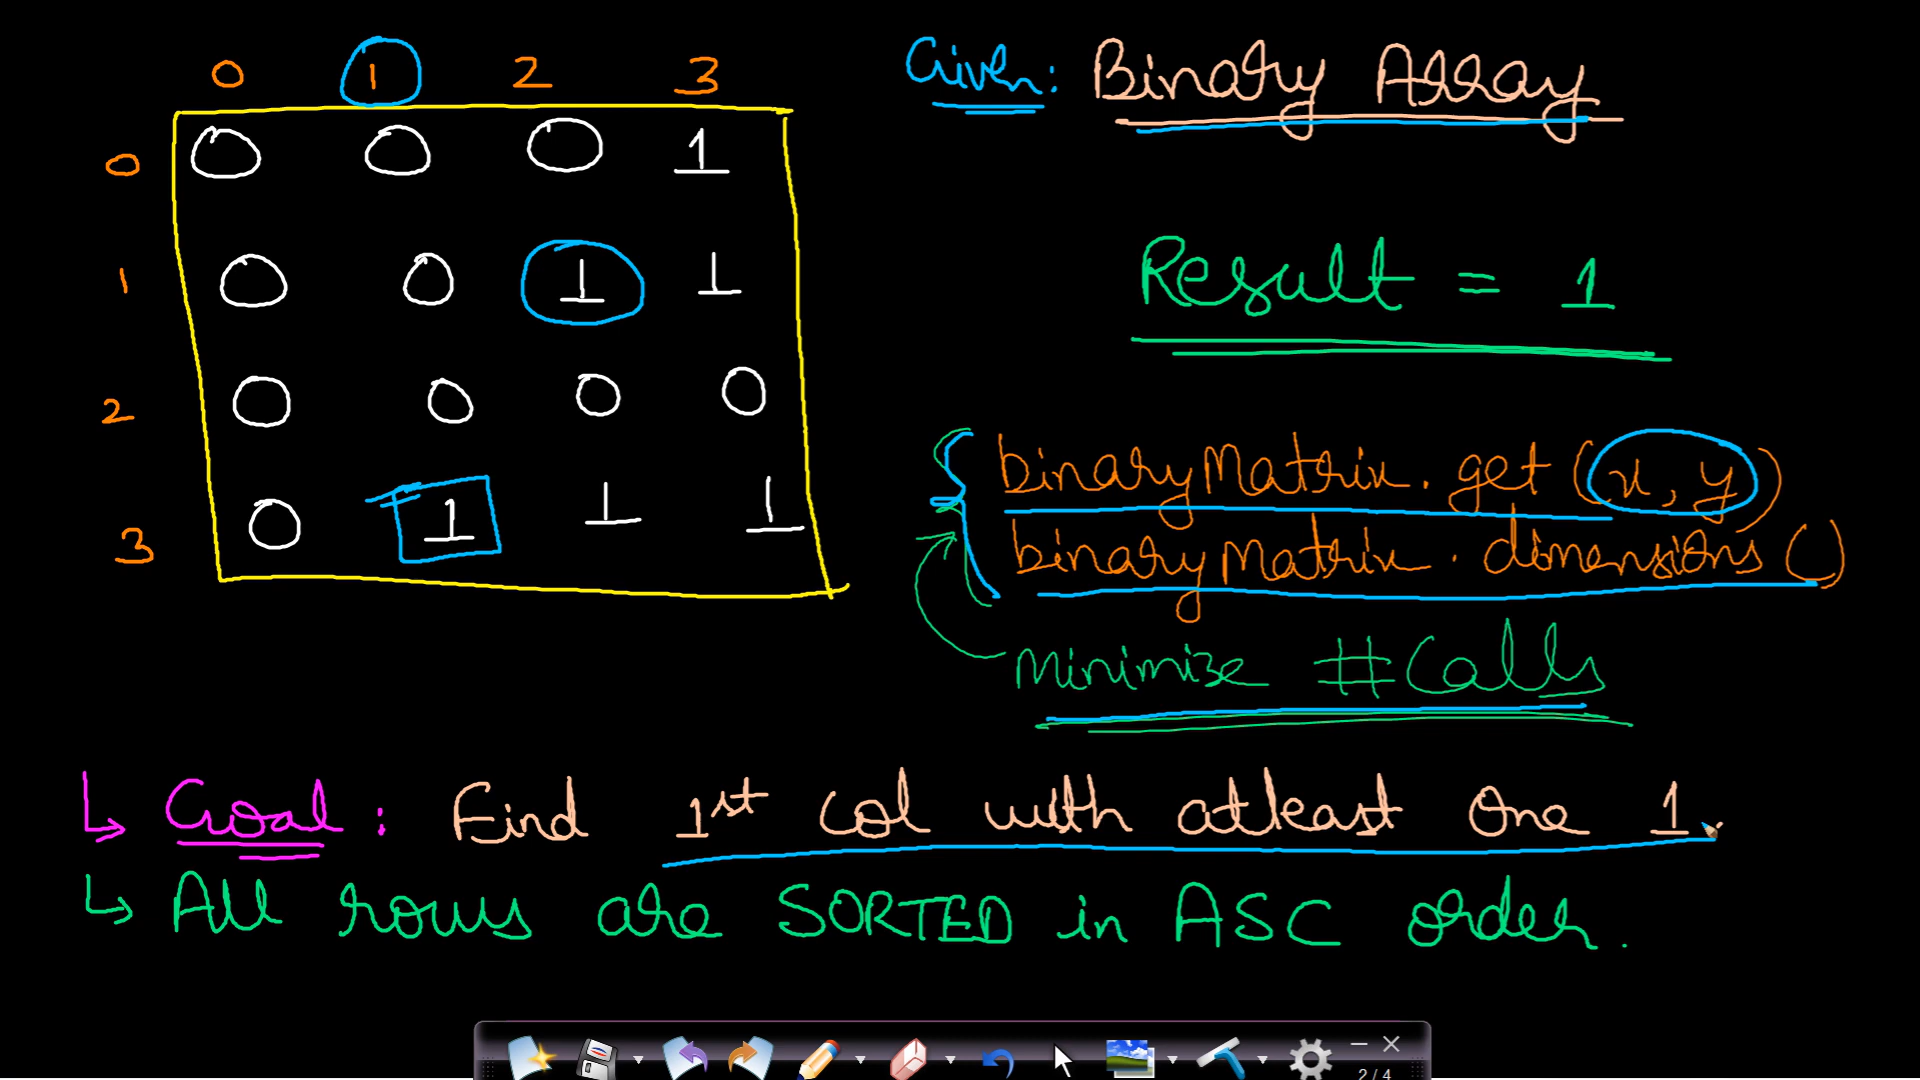 0 1 2 3
0 0 0 0 1
1 0 0 1 1
2 0 0 0 0
3 0 1 1 1
Given: Binary Array
Result = 1
binaryMatrix.get (x, y)
binaryMatrix.dimensions ()
Minimize #Calls
Goal: Find 1st col with atleast one 1.
All rows are SORTED in ASC order.
2/4